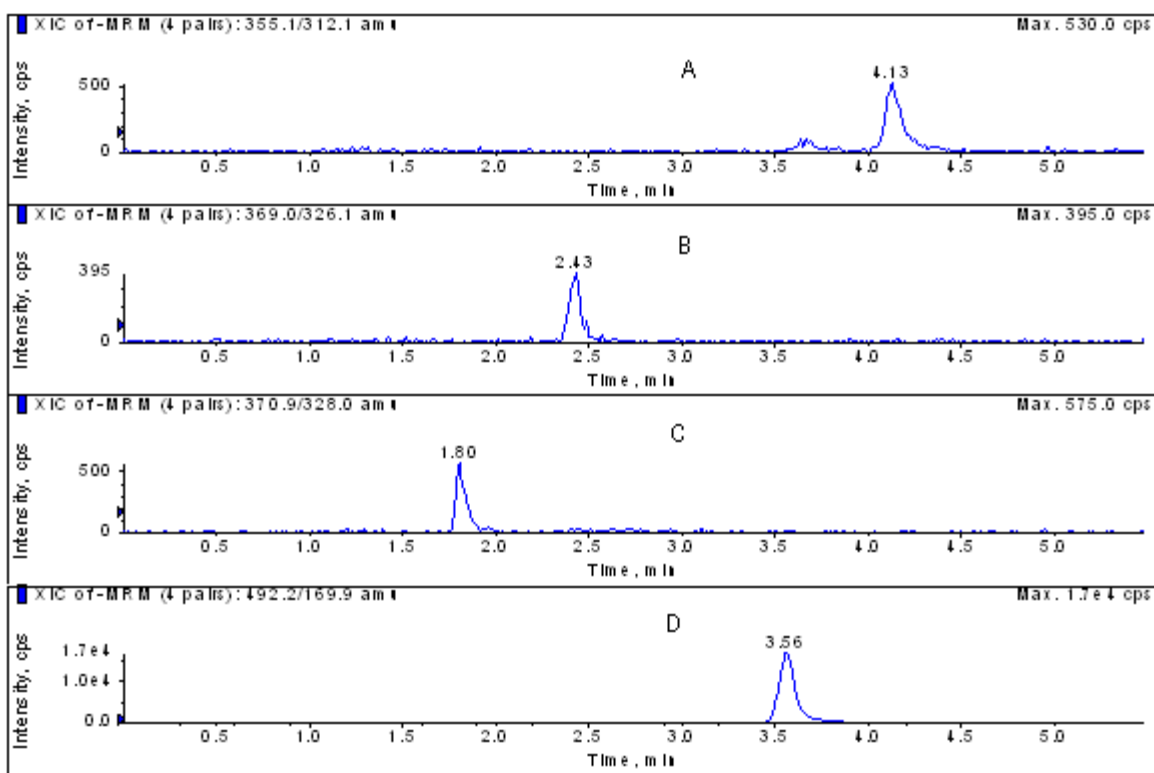 XIC of -MRM (4 pairs): 355.1/312.1 amu Max. 530.0 cps
A
4.13
500
0
Intensity, cps
0.5 1.0 1.5 2.0 2.5 3.0 3.5 4.0 4.5 5.0
Time, min
XIC of -MRM (4 pairs): 369.0/326.1 amu Max. 395.0 cps
B
2.43
395
0
Intensity, cps
0.5 1.0 1.5 2.0 2.5 3.0 3.5 4.0 4.5 5.0
Time, min
XIC of -MRM (4 pairs): 370.9/328.0 amu Max. 575.0 cps
C
1.80
500
0
Intensity, cps
0.5 1.0 1.5 2.0 2.5 3.0 3.5 4.0 4.5 5.0
Time, min
XIC of -MRM (4 pairs): 492.2/169.9 amu Max. 1.7e4 cps
D
3.56
1.7e4
1.0e4
0.0
Intensity, cps
0.5 1.0 1.5 2.0 2.5 3.0 3.5 4.0 4.5 5.0
Time, min